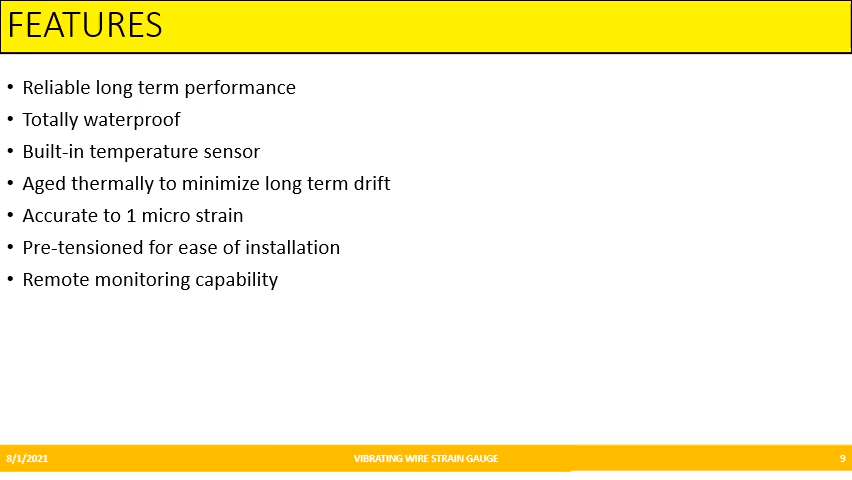 FEATURES
• Reliable long term performance
• Totally waterproof
• Built-in temperature sensor
• Aged thermally to minimize long term drift
• Accurate to 1 micro strain
• Pre-tensioned for ease of installation
• Remote monitoring capability
8/1/2021 VIBRATING WIRE STRAIN GAUGE 9